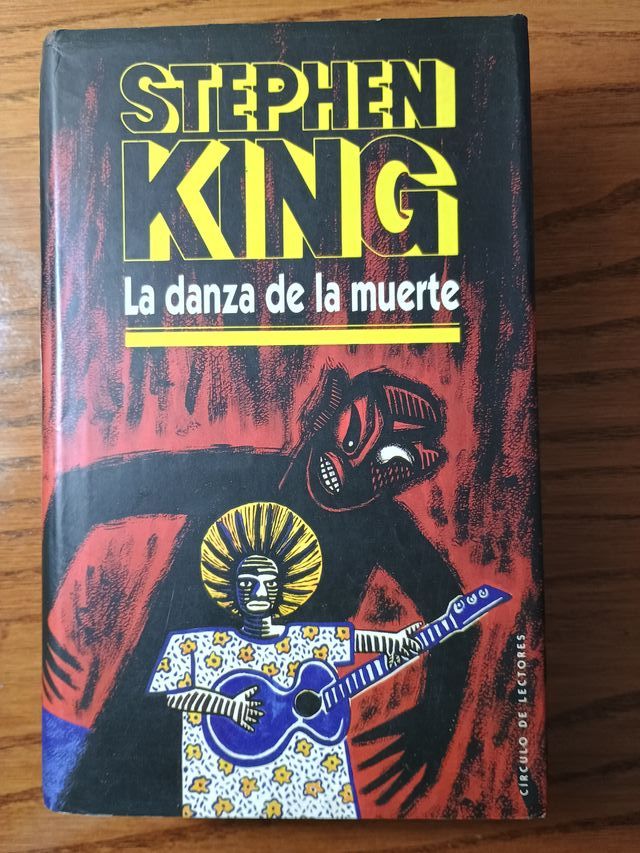 STEPHEN
KING
La danza de la muerte
CÍRCULO DE LECTORES